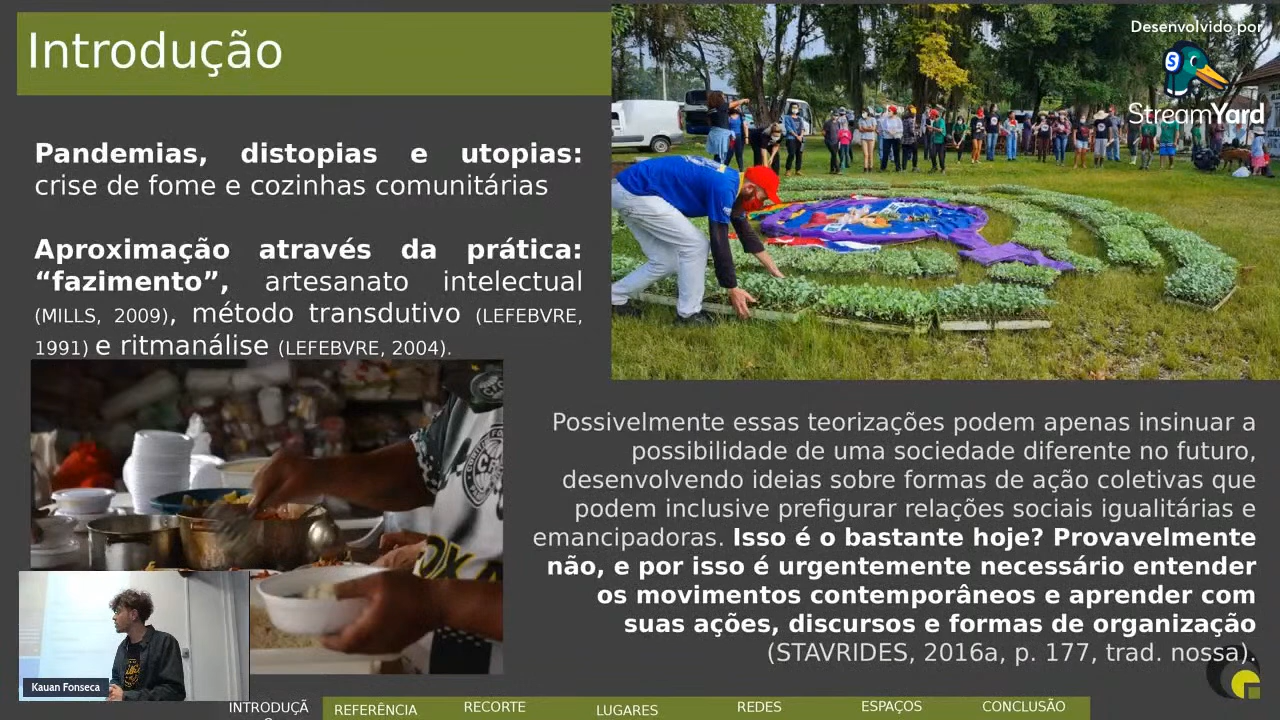 Introdução
Desenvolvido por
StreamYard
Pandemias, distopias e utopias:
crise de fome e cozinhas comunitárias
Aproximação através da prática:
“fazimento”, artesanato intelectual
(MILLS, 2009), método transdutivo (LEFEBVRE,
1991) e ritmanálise (LEFEBVRE, 2004).
Possivelmente essas teorizações podem apenas insinuar a
possibilidade de uma sociedade diferente no futuro,
desenvolvendo ideias sobre formas de ação coletivas que
podem inclusive prefigurar relações sociais igualitárias e
emancipadoras. Isso é o bastante hoje? Provavelmente
não, e por isso é urgentemente necessário entender
os movimentos contemporâneos e aprender com
suas ações, discursos e formas de organização
(STAVRIDES, 2016a, p. 177, trad. nossa).
Kauan Fonseca
INTRODUÇÃ
O
REFERÊNCIA
RECORTE
LUGARES
REDES
ESPAÇOS
CONCLUSÃO